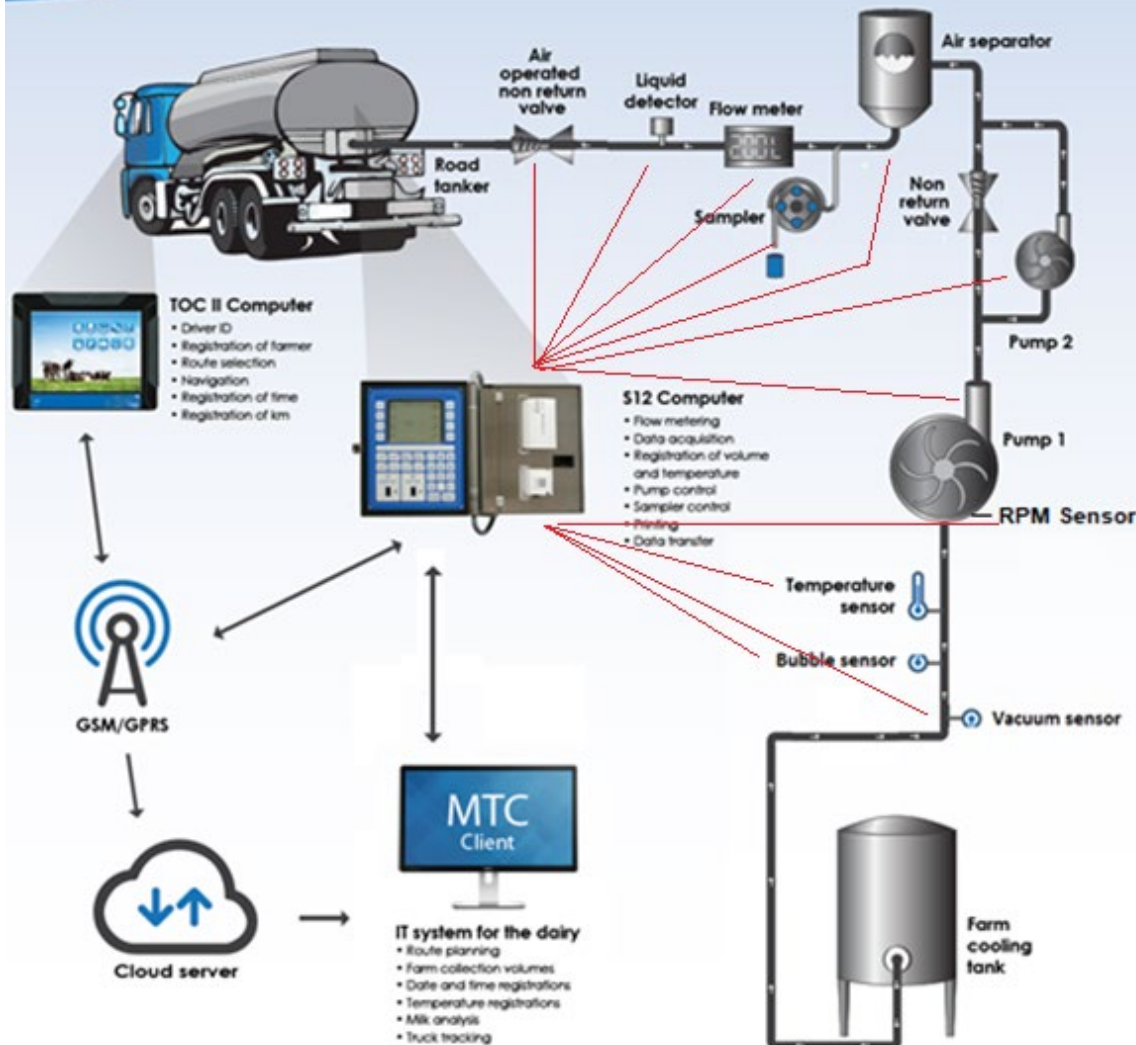 Air
operated
non return
valve
Liquid
detector
Flow meter
200L
Air separator
Road
tanker
Sampler
Non
return
valve
Pump 2
TOC II Computer
• Driver ID
• Registration of farmer
• Route selection
• Navigation
• Registration of time
• Registration of km
S12 Computer
• Flow metering
• Data acquisition
• Registration of volume
and temperature
• Pump control
• Sampler control
• Printing
• Data transfer
Pump 1
RPM Sensor
Temperature
sensor
Bubble sensor
Vacuum sensor
GSM/GPRS
MTC
Client
Cloud server
IT system for the dairy
• Route planning
• Farm collection volumes
• Date and time registrations
• Temperature registrations
• Milk analysis
• Truck tracking
Farm
cooling
tank